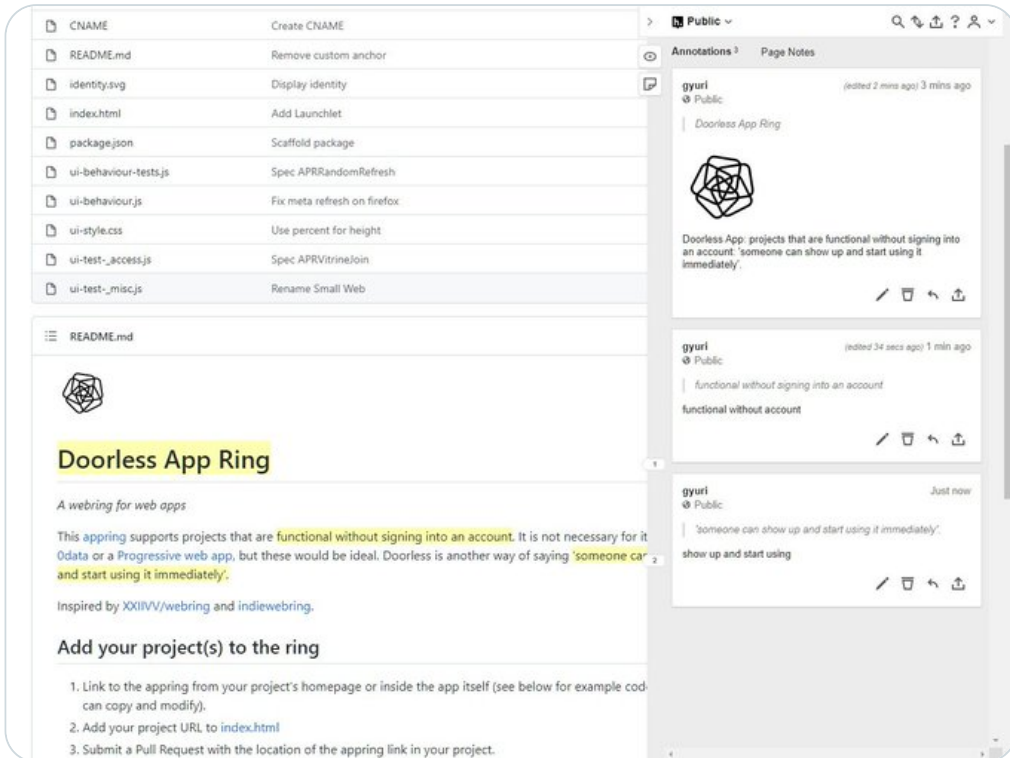 CNAME Create CNAME
README.md Remove custom anchor
identity.svg Display identity
index.html Add Launchlet
package.json Scaffold package
ui-behaviour-tests.js Spec APRRandomRefresh
ui-behaviour.js Fix meta refresh on firefox
ui-style.css Use percent for height
ui-test-_access.js Spec APRVitrineJoin
ui-test-_misc.js Rename Small Web
README.md
Doorless App Ring
A webring for web apps
This appring supports projects that are functional without signing into an account. It is not necessary for it
0data or a Progressive web app, but these would be ideal. Doorless is another way of saying 'someone can
and start using it immediately'.
Inspired by XXIIVV/webring and indiewebring.
Add your project(s) to the ring
1. Link to the appring from your project's homepage or inside the app itself (see below for example cod
can copy and modify).
2. Add your project URL to index.html
3. Submit a Pull Request with the location of the appring link in your project.
h. Public
Annotations 3 Page Notes
gyuri (edited 2 mins ago) 3 mins ago
Public
Doorless App Ring
Doorless App: projects that are functional without signing into
an account: 'someone can show up and start using it
immediately'.
gyuri (edited 34 secs ago) 1 min ago
Public
functional without signing into an account
functional without account
1
gyuri Just now
Public
'someone can show up and start using it immediately'.
show up and start using
2